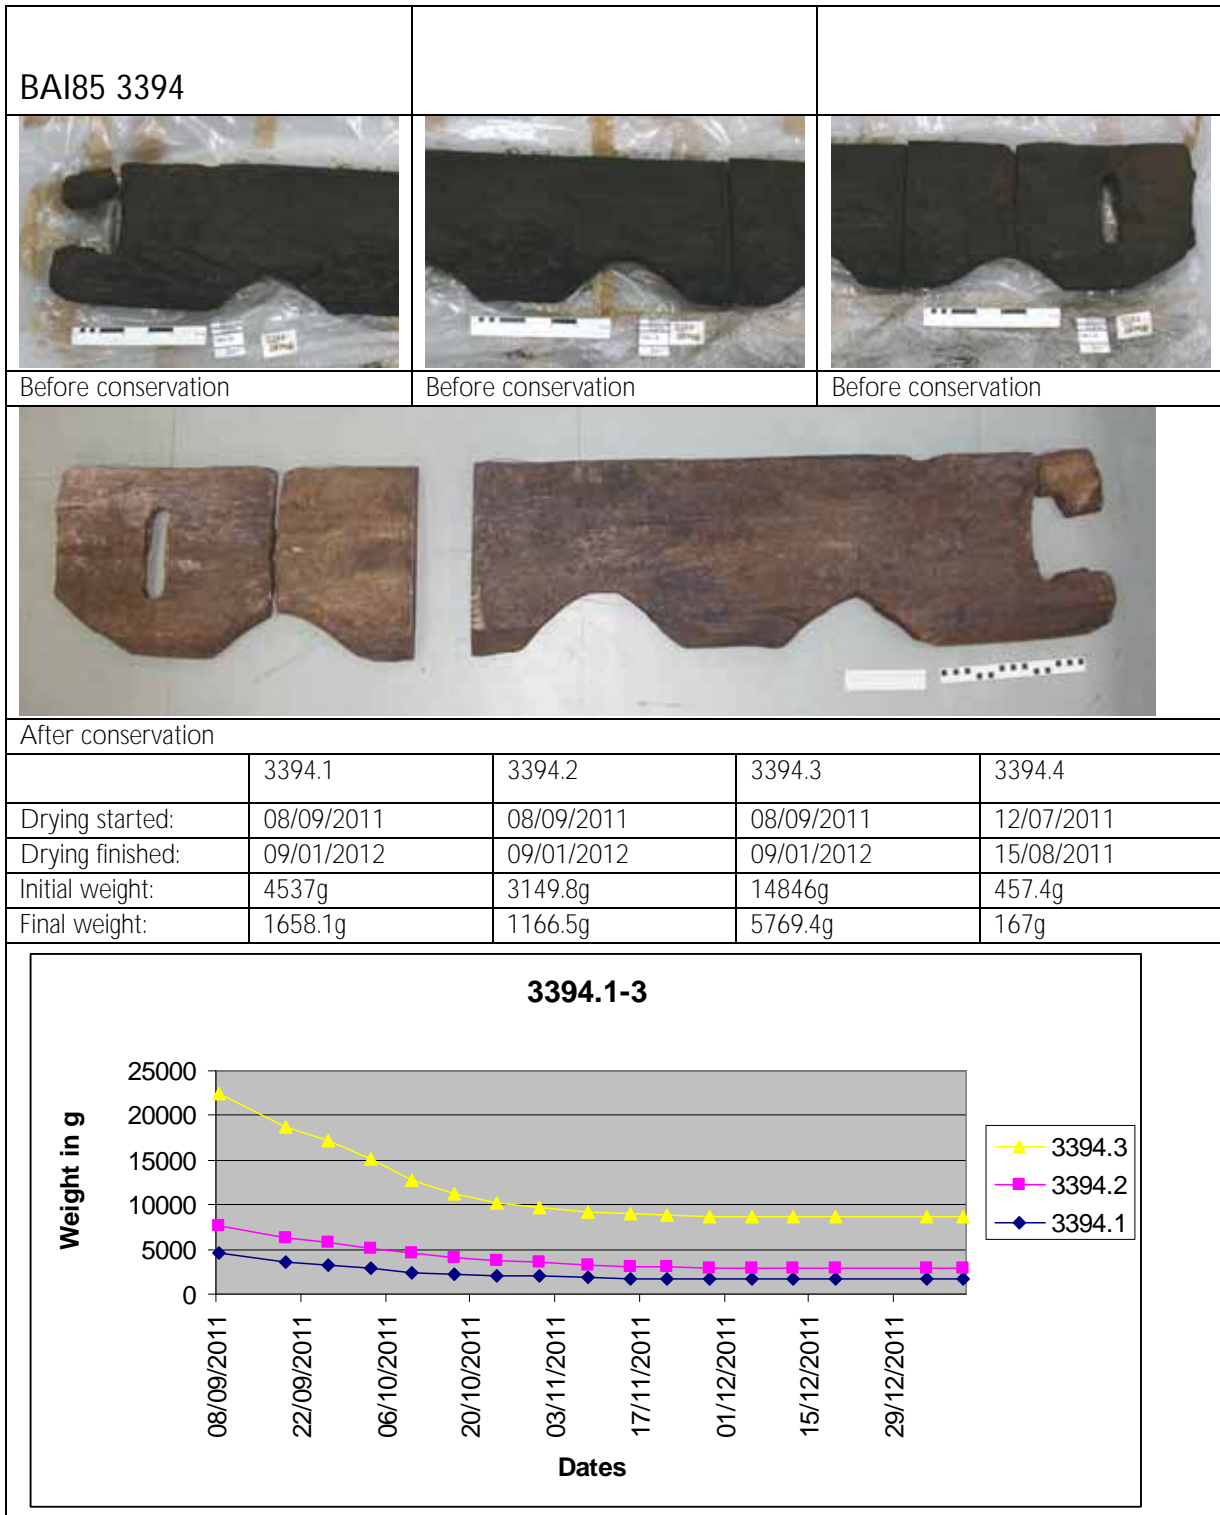 BAI85 3394
Before conservation
Before conservation
Before conservation
After conservation
3394.1 3394.2 3394.3 3394.4
Drying started: 08/09/2011 08/09/2011 08/09/2011 12/07/2011
Drying finished: 09/01/2012 09/01/2012 09/01/2012 15/08/2011
Initial weight: 4537g 3149.8g 14846g 457.4g
Final weight: 1658.1g 1166.5g 5769.4g 167g
3394.1-3
Weight in g
25000
20000
15000
10000
5000
0
08/09/2011
22/09/2011
06/10/2011
20/10/2011
03/11/2011
17/11/2011
01/12/2011
15/12/2011
29/12/2011
Dates
3394.3
3394.2
3394.1